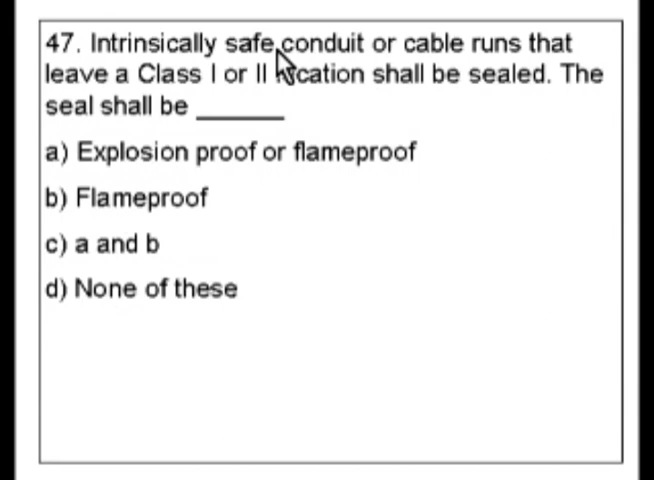 47. Intrinsically safe conduit or cable runs that
leave a Class I or II location shall be sealed. The
seal shall be ______
a) Explosion proof or flameproof
b) Flameproof
c) a and b
d) None of these